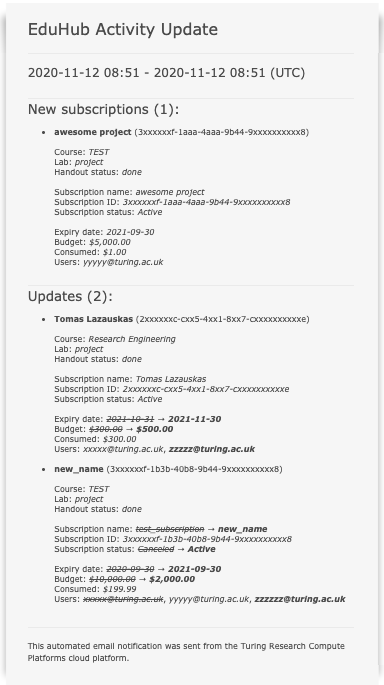 EduHub Activity Update
2020-11-12 08:51 - 2020-11-12 08:51 (UTC)
New subscriptions (1):
• awesome project (3xxxxxxf-1aaa-4aaa-9b44-9xxxxxxxxxx8)
Course: TEST
Lab: project
Handout status: done
Subscription name: awesome project
Subscription ID: 3xxxxxxf-1aaa-4aaa-9b44-9xxxxxxxxxx8
Subscription status: Active
Expiry date: 2021-09-30
Budget: $5,000.00
Consumed: $1.00
Users: yyyyy@turing.ac.uk
Updates (2):
• Tomas Lazauskas (2xxxxxxc-cxx5-4xx1-8xx7-cxxxxxxxxxxe)
Course: Research Engineering
Lab: project
Handout status: done
Subscription name: Tomas Lazauskas
Subscription ID: 2xxxxxxc-cxx5-4xx1-8xx7-cxxxxxxxxxxe
Subscription status: Active
Expiry date: 2021-10-31 → 2021-11-30
Budget: $300.00 → $500.00
Consumed: $300.00
Users: xxxxx@turing.ac.uk, zzzzz@turing.ac.uk
• new_name (3xxxxxxf-1b3b-40b8-9b44-9xxxxxxxxxx8)
Course: TEST
Lab: project
Handout status: done
Subscription name: test_subscription → new_name
Subscription ID: 3xxxxxxf-1b3b-40b8-9b44-9xxxxxxxxxx8
Subscription status: Canceled → Active
Expiry date: 2020-09-30 → 2021-09-30
Budget: $10,000.00 → $2,000.00
Consumed: $199.99
Users: xxxxx@turing.ac.uk, yyyyy@turing.ac.uk, zzzzzz@turing.ac.uk
This automated email notification was sent from the Turing Research Compute
Platforms cloud platform.